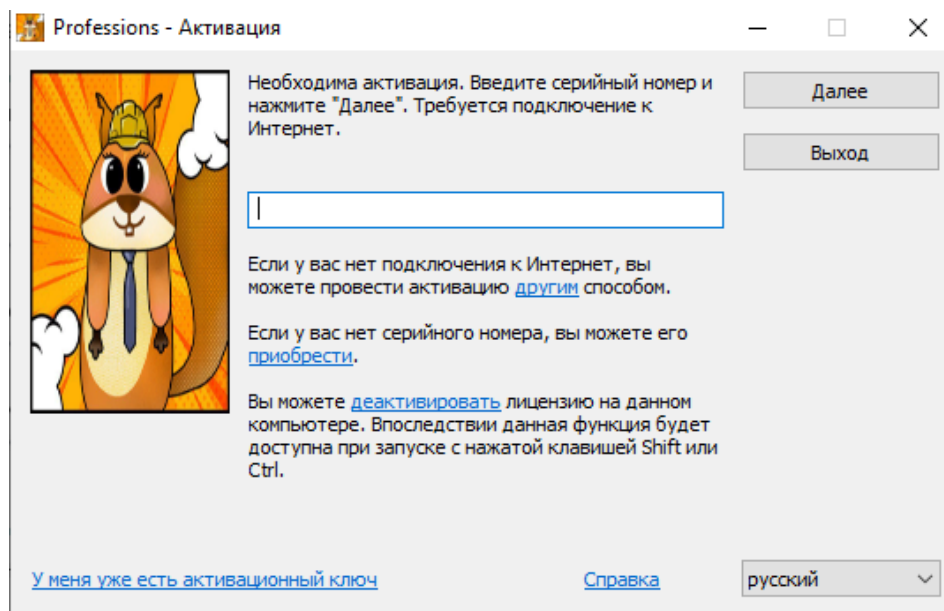 Professions - Активация
Необходима активация. Введите серийный номер и
нажмите "Далее". Требуется подключение к
Интернет.
Далее
Выход
Если у вас нет подключения к Интернет, вы
можете провести активацию другим способом.
Если у вас нет серийного номера, вы можете его
приобрести.
Вы можете деактивировать лицензию на данном
компьютере. Впоследствии данная функция будет
доступна при запуске с нажатой клавишей Shift или
Ctrl.
У меня уже есть активационный ключ
Справка
русский